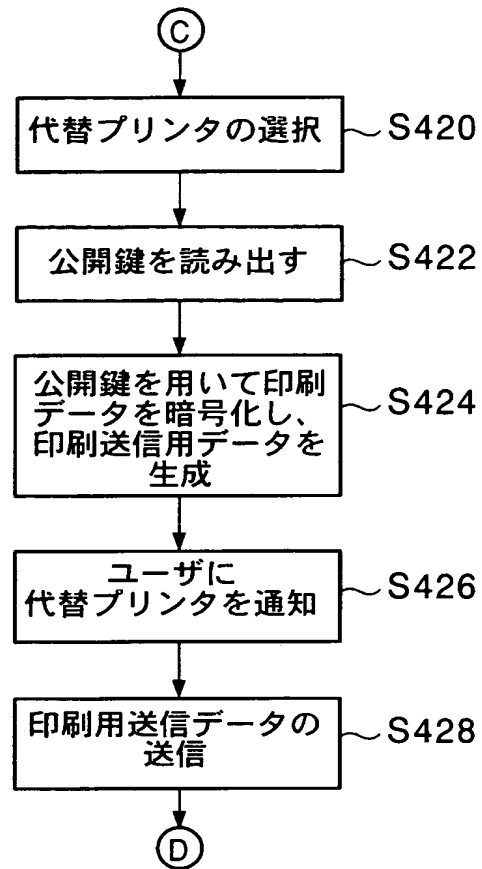 C
代替プリンタの選択
S420
公開鍵を読み出す
S422
公開鍵を用いて印刷
データを暗号化し、
印刷送信用データを
生成
S424
ユーザに
代替プリンタを通知
S426
印刷用送信データの
送信
S428
D